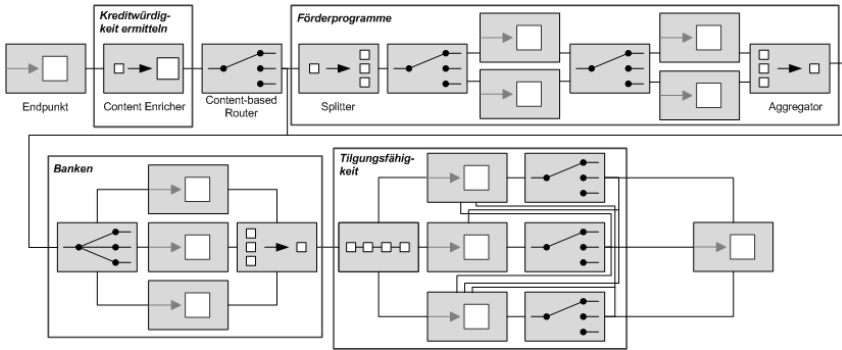 Kreditwürdig-
keit ermitteln
Förderprogramme
Endpunkt
Content Enricher
Content-based
Router
Splitter
Aggregator
Banken
Tilgungsfähig-
keit